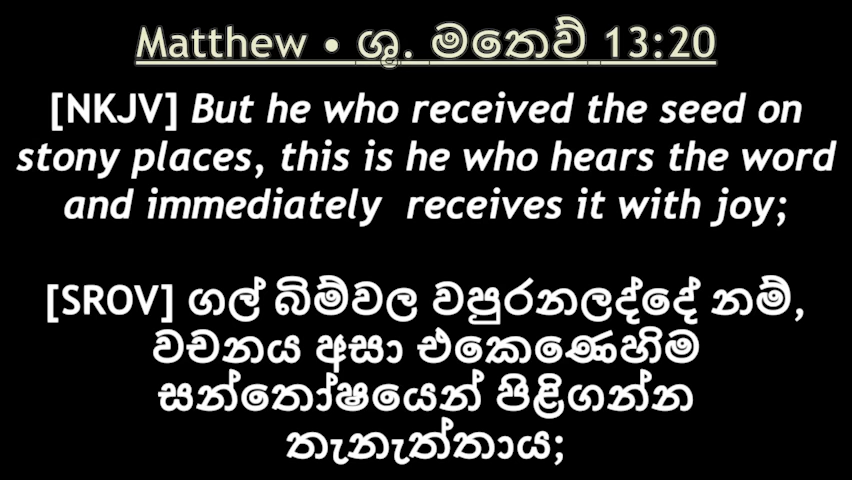 Matthew • ශු. මතෙව් 13:20
[NKJV] But he who received the seed on
stony places, this is he who hears the word
and immediately  receives it with joy;
[SROV] ගල් බිම්වල වපුරනලද්දේ නම්,
වචනය අසා එකෙණෙහිම
සන්තෝෂයෙන් පිළිගන්න
තැනැත්තාය;